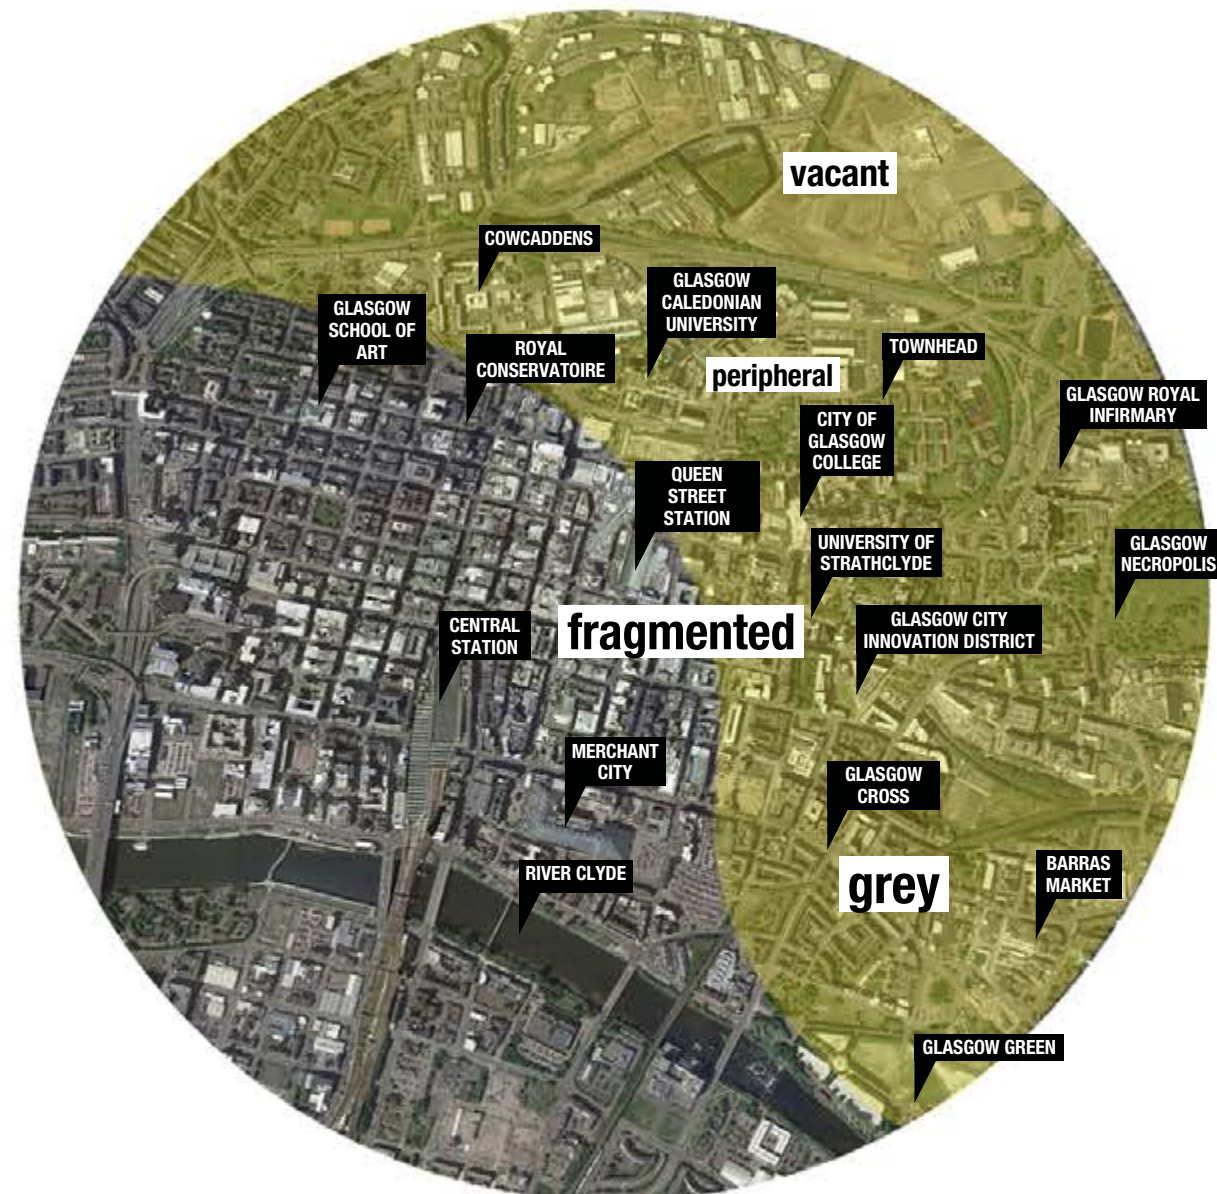 vacant
COWCADDENS
GLASGOW
CALEDONIAN
UNIVERSITY
GLASGOW
SCHOOL OF
ART
ROYAL
CONSERVATOIRE
TOWNHEAD
peripheral
GLASGOW ROYAL
INFIRMARY
CITY OF
GLASGOW
COLLEGE
QUEEN
STREET
STATION
UNIVERSITY OF
STRATHCLYDE
GLASGOW
NECROPOLIS
fragmented
CENTRAL
STATION
GLASGOW CITY
INNOVATION DISTRICT
MERCHANT
CITY
GLASGOW
CROSS
RIVER CLYDE
grey
BARRAS
MARKET
GLASGOW GREEN